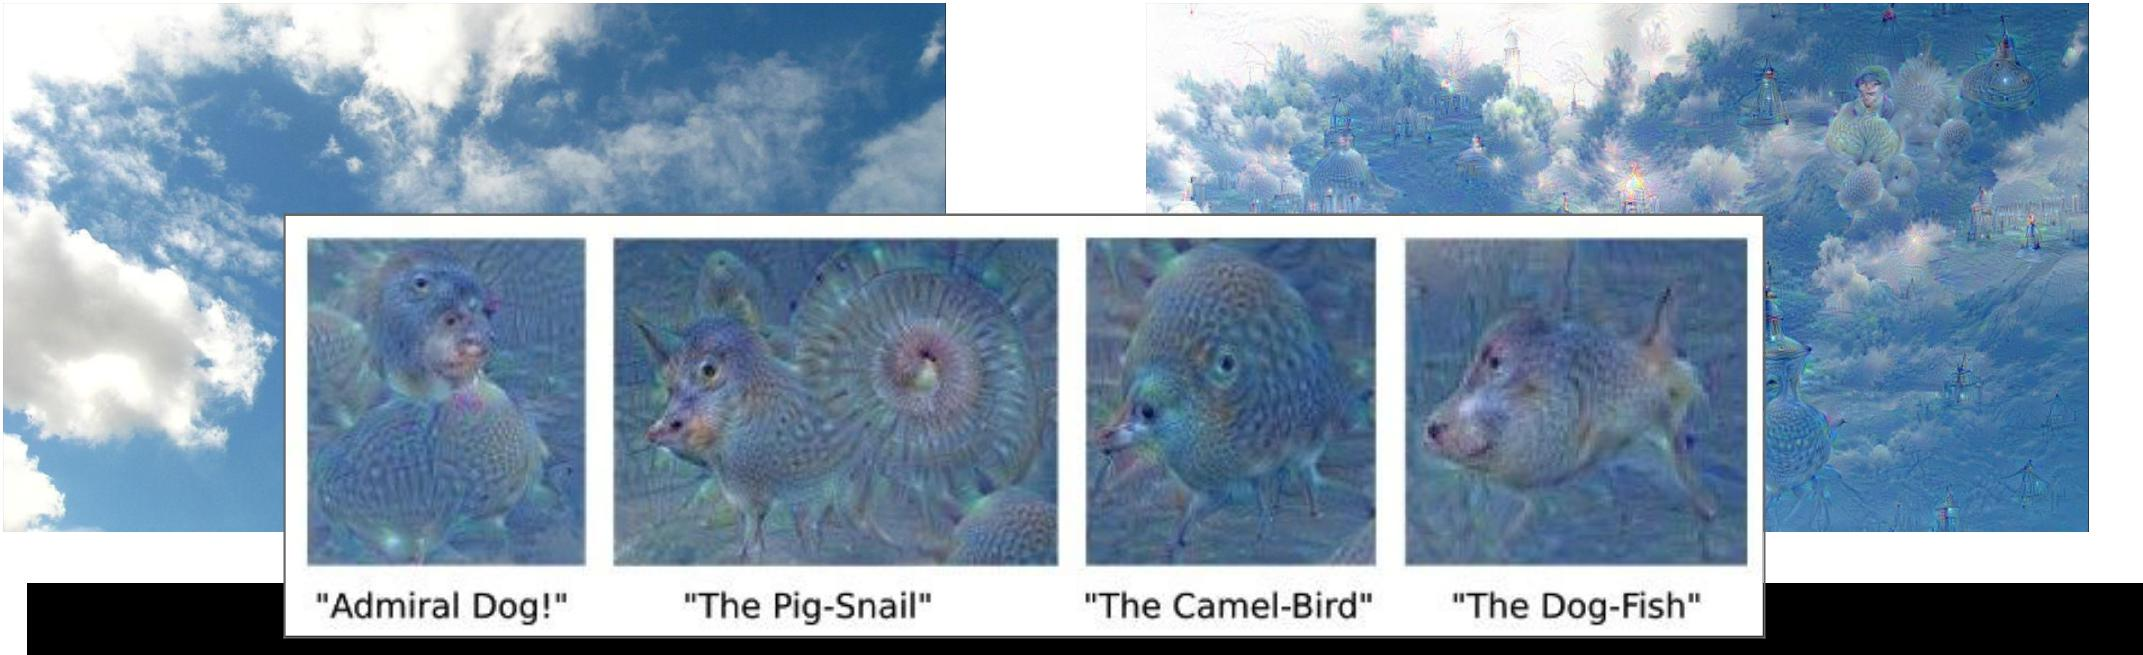 "Admiral Dog!"
"The Pig-Snail"
"The Camel-Bird"
"The Dog-Fish"